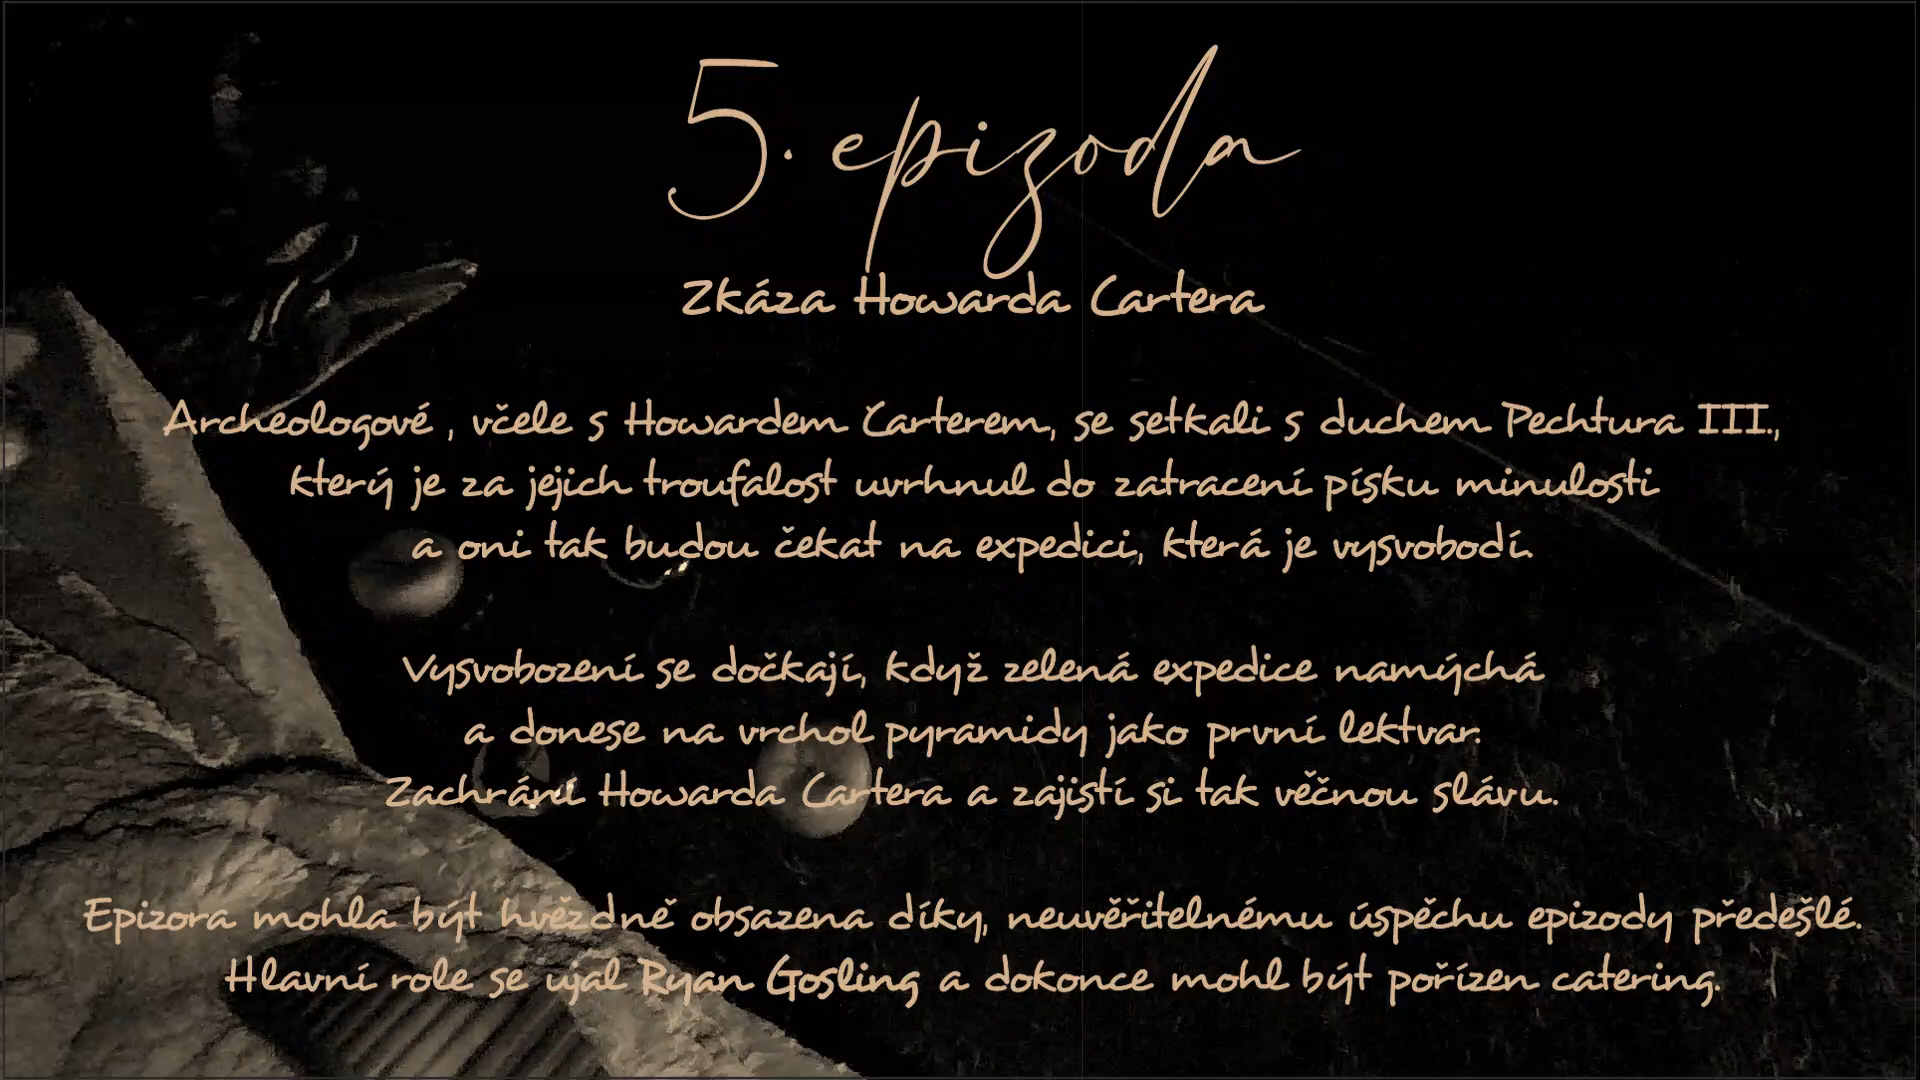 5. epizoda
Zkáza Howarda Cartera
Archeologové , včele s Howardem Carterem, se setkali s duchem Pechtura III.,
který je za jejich troufalost uvrhnul do zatracení písku minulosti
a oni tak budou čekat na expedici, která je vysvobodí.
Vysvobození se dočkají, když zelená expedice namýchá
a donese na vrchol pyramidy jako první lektvar.
Zachrání Howarda Cartera a zajistí si tak věčnou slávu.
Epizora mohla být hvězdně obsazena díky, neuvěřitelnému úspěchu epizody předešlé.
Hlavní role se ujal Ryan Gosling a dokonce mohl být pořízen catering.